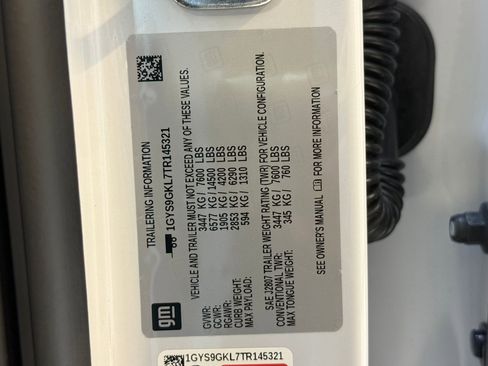 TRAILERING INFORMATION
1GYS9GKL7TR145321
VEHICLE AND TRAILER MUST NOT EXCEED ANY OF THESE VALUES.
GVWR: 3447 KG / 7600 LBS
GCWR: 6577 KG / 14500 LBS
RGAWR: 1905 KG / 4200 LBS
CURB WEIGHT: 2853 KG / 6290 LBS
MAX PAYLOAD: 594 KG / 1310 LBS
SAE J2807 TRAILER WEIGHT RATING (TWR) FOR VEHICLE CONFIGURATION.
CONVENTIONAL TWR: 3447 KG / 7600 LBS
MAX TONGUE WEIGHT: 345 KG / 760 LBS
SEE OWNER'S MANUAL FOR MORE INFORMATION
gm
1GYS9GKL7TR145321